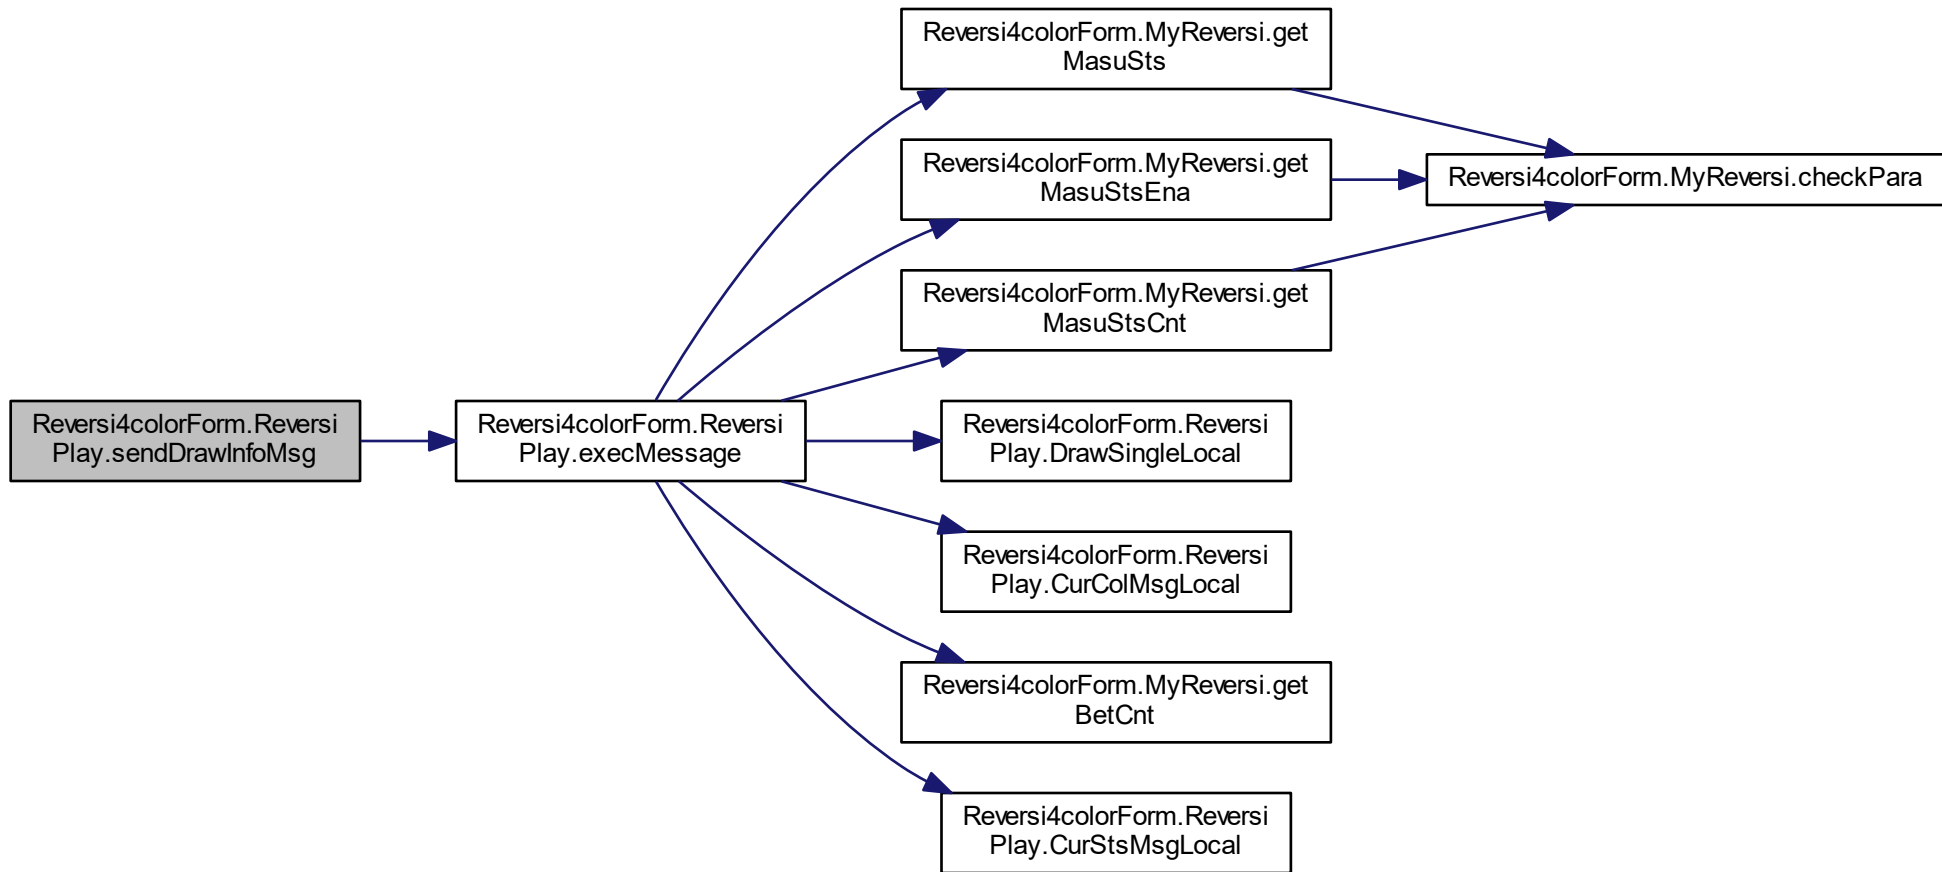 Reversi4colorForm.MyReversi.get
MasuSts
Reversi4colorForm.MyReversi.get
MasuStsEna
Reversi4colorForm.MyReversi.checkPara
Reversi4colorForm.MyReversi.get
MasuStsCnt
Reversi4colorForm.Reversi
Play.sendDrawInfoMsg
Reversi4colorForm.Reversi
Play.execMessage
Reversi4colorForm.Reversi
Play.DrawSingleLocal
Reversi4colorForm.Reversi
Play.CurColMsgLocal
Reversi4colorForm.MyReversi.get
BetCnt
Reversi4colorForm.Reversi
Play.CurStsMsgLocal